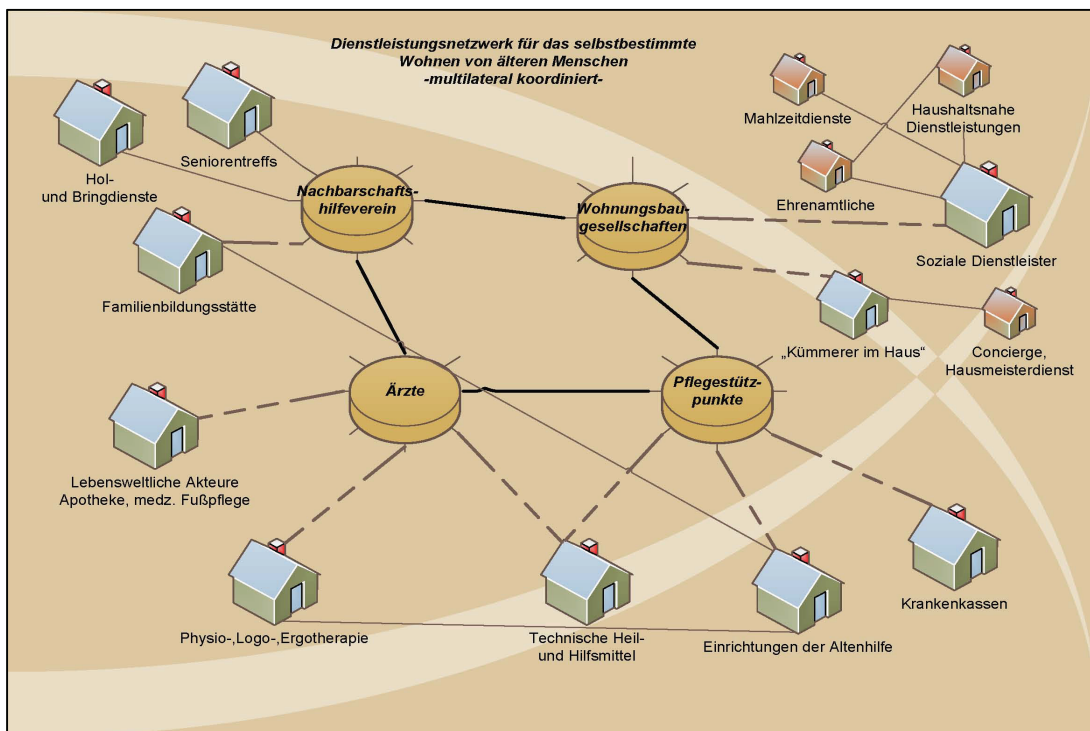 Dienstleistungsnetzwerk für das selbstbestimmte
Wohnen von älteren Menschen
-multilateral koordiniert-
Mahlzeitdienste
Haushaltsnahe
Dienstleistungen
Seniorentreffs
Hol-
und Bringdienste
Nachbarschafts-
hilfeverein
Wohnungsbau-
gesellschaften
Ehrenamtliche
Soziale Dienstleister
Familienbildungsstätte
„Kümmerer im Haus“
Concierge,
Hausmeisterdienst
Ärzte
Pflegestütz-
punkte
Lebensweltliche Akteure
Apotheke, medz. Fußpflege
Krankenkassen
Physio-,Logo-,Ergotherapie
Technische Heil-
und Hilfsmittel
Einrichtungen der Altenhilfe